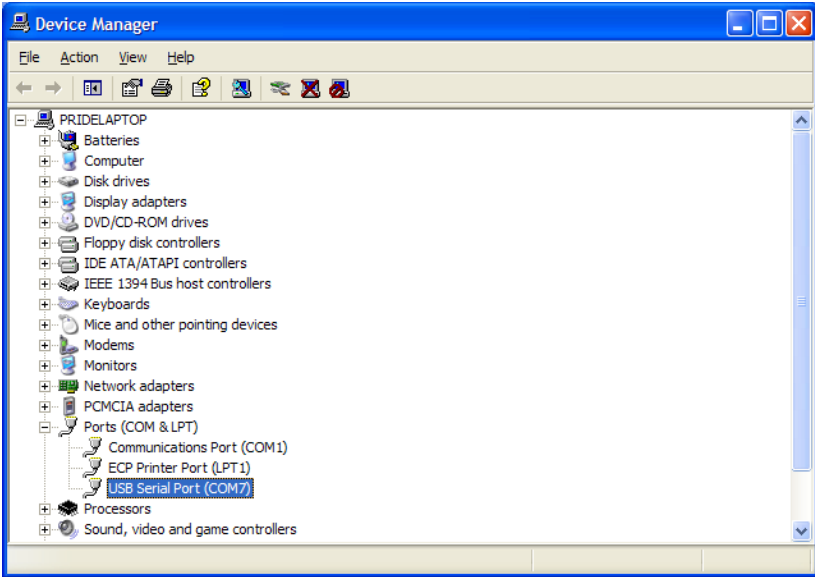 Device Manager
File Action View Help
PRIDELAPTOP
Batteries
Computer
Disk drives
Display adapters
DVD/CD-ROM drives
Floppy disk controllers
IDE ATA/ATAPI controllers
IEEE 1394 Bus host controllers
Keyboards
Mice and other pointing devices
Modems
Monitors
Network adapters
PCMCIA adapters
Ports (COM & LPT)
Communications Port (COM1)
ECP Printer Port (LPT1)
USB Serial Port (COM7)
Processors
Sound, video and game controllers